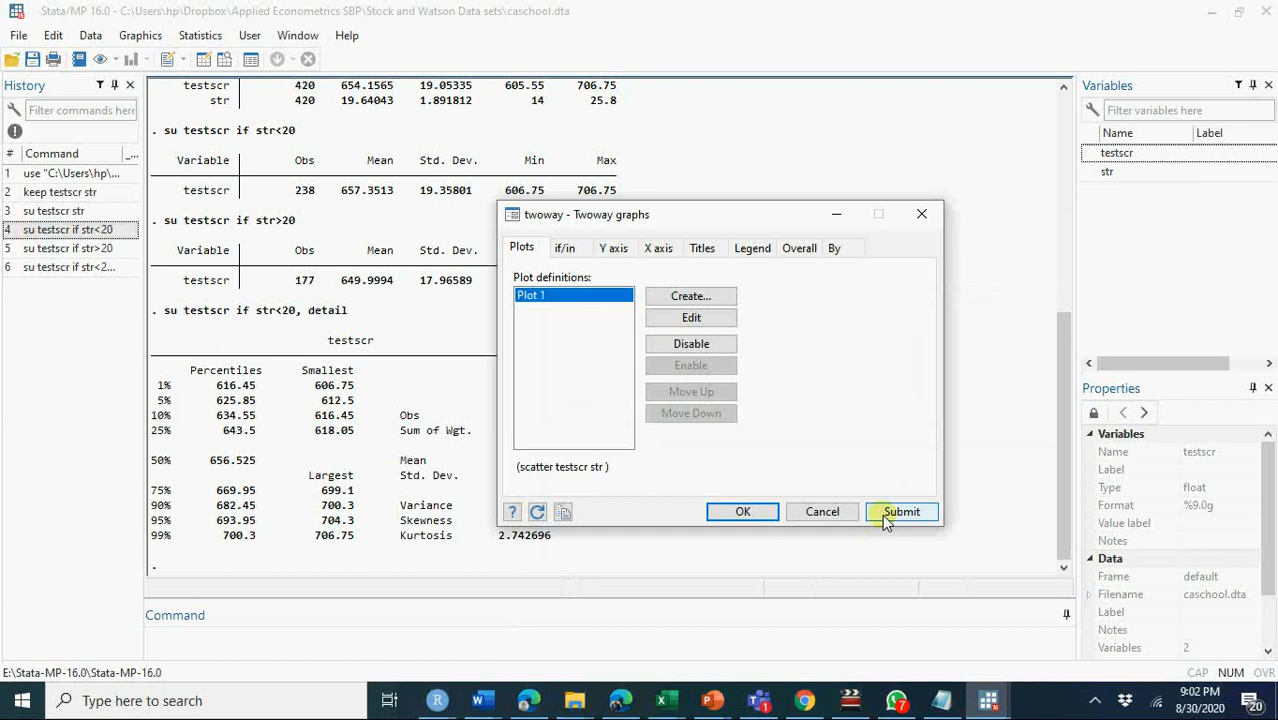 Stata/MP 16.0 - C:\Users\hp\Dropbox\Applied Econometrics SBP\Stock and Watson Data sets\caschool.dta
File Edit Data Graphics Statistics User Window Help
History
Filter commands here
# Command _...
1 use "C:\Users\hp\...
2 keep testscr str
3 su testscr str
4 su testscr if str<20
5 su testscr if str>20
6 su testscr if str<2...
testscr 420 654.1565 19.05335 605.55 706.75
str 420 19.64043 1.891812 14 25.8
. su testscr if str<20
Variable Obs Mean Std. Dev. Min Max
testscr 238 657.3513 19.35801 606.75 706.75
. su testscr if str>20
Variable Obs Mean Std. Dev.
testscr 177 649.9994 17.96589
. su testscr if str<20, detail
testscr
Percentiles Smallest
1% 616.45 606.75
5% 625.85 612.5
10% 634.55 616.45 Obs
25% 643.5 618.05 Sum of Wgt.
50% 656.525 Mean
Largest Std. Dev.
75% 669.95 699.1
90% 682.45 700.3 Variance
95% 693.95 704.3 Skewness
99% 700.3 706.75 Kurtosis 2.742696
.
twoway - Twoway graphs
Plots if/in Y axis X axis Titles Legend Overall By
Plot definitions:
Plot 1
Create...
Edit
Disable
Enable
Move Up
Move Down
(scatter testscr str )
? OK Cancel Submit
Variables
Filter variables here
Name Label
testscr
str
Properties
Variables
Name testscr
Label
Type float
Format %9.0g
Value label
Notes
Data
Frame default
Filename caschool.dta
Label
Notes
Variables 2
Command
E:\Stata-MP-16.0\Stata-MP-16.0
CAP NUM OVR
Type here to search
9:02 PM
8/30/2020
7
20